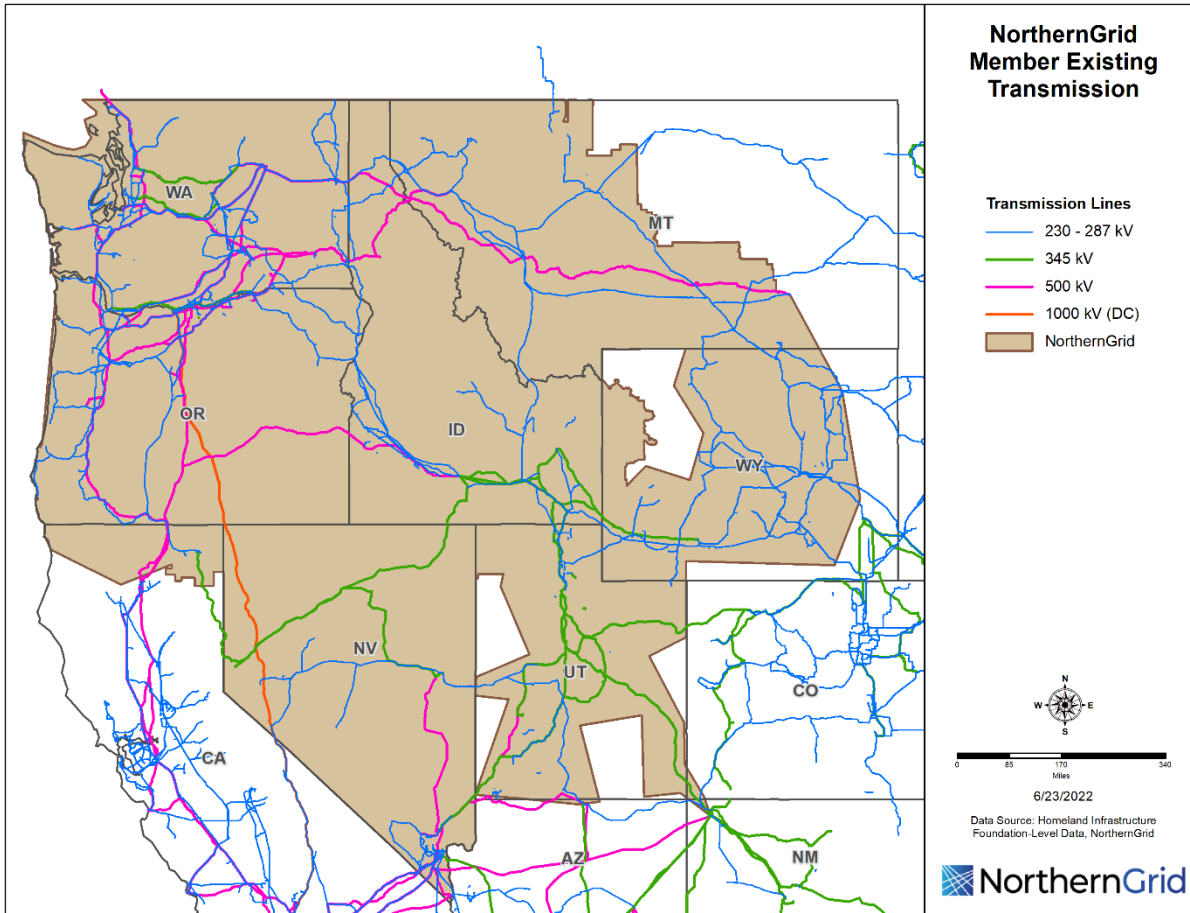 NorthernGrid
Member Existing
Transmission
Transmission Lines
230 - 287 kV
345 kV
500 kV
1000 kV (DC)
NorthernGrid
WA
MT
OR
ID
WY
NV
UT
CO
CA
AZ
NM
N
W E
S
0 85 170 340
Miles
6/23/2022
Data Source: Homeland Infrastructure
Foundation-Level Data, NorthernGrid
NorthernGrid